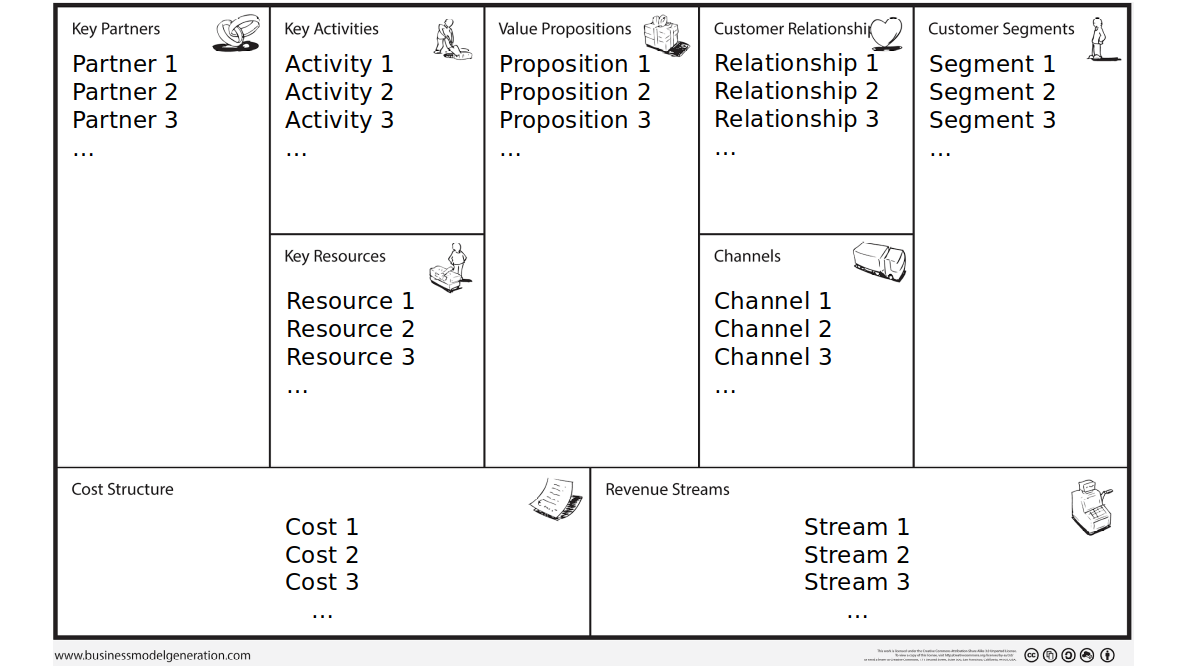 Key Partners
Partner 1
Partner 2
Partner 3
...
Key Activities
Activity 1
Activity 2
Activity 3
...
Key Resources
Resource 1
Resource 2
Resource 3
...
Value Propositions
Proposition 1
Proposition 2
Proposition 3
...
Customer Relationshi
Relationship 1
Relationship 2
Relationship 3
...
Channels
Channel 1
Channel 2
Channel 3
...
Customer Segments
Segment 1
Segment 2
Segment 3
...
Cost Structure
Cost 1
Cost 2
Cost 3
...
Revenue Streams
Stream 1
Stream 2
Stream 3
...
www.businessmodelgeneration.com